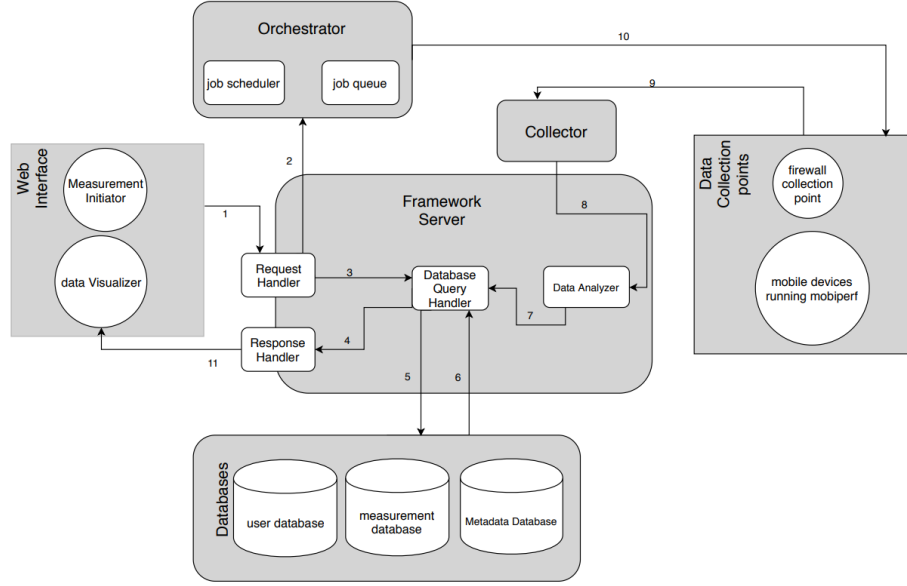 Orchestrator
job scheduler
job queue
10
9
Collector
2
Web
Interface
Measurement
Initiator
data Visualizer
1
Framework
Server
8
Data
Collection
points
firewall
collection
point
mobile devices
running mobiperf
Request
Handler
3
Database
Query
Handler
Data Analyzer
7
4
Response
Handler
11
5
6
Databases
user database
measurement
database
Metadata Database